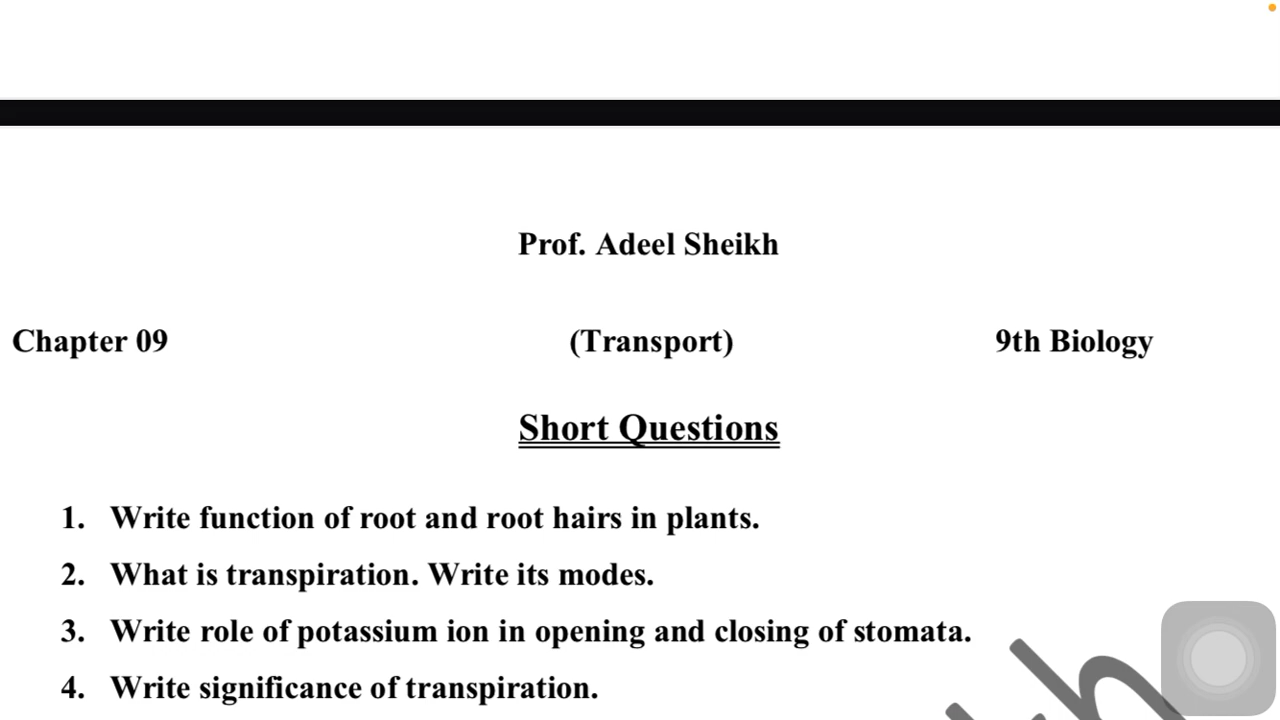 Prof. Adeel Sheikh
Chapter 09 (Transport) 9th Biology
Short Questions
1. Write function of root and root hairs in plants.
2. What is transpiration. Write its modes.
3. Write role of potassium ion in opening and closing of stomata.
4. Write significance of transpiration.